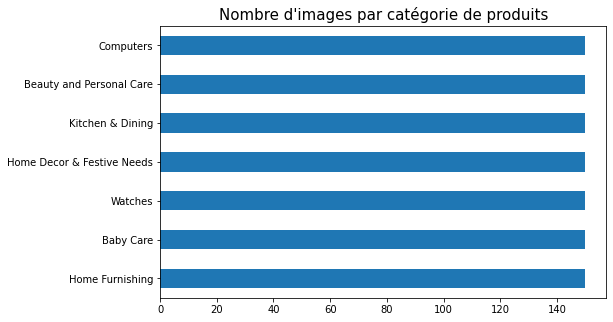 Nombre d'images par catégorie de produits
Computers
Beauty and Personal Care
Kitchen & Dining
Home Decor & Festive Needs
Watches
Baby Care
Home Furnishing
0 20 40 60 80 100 120 140